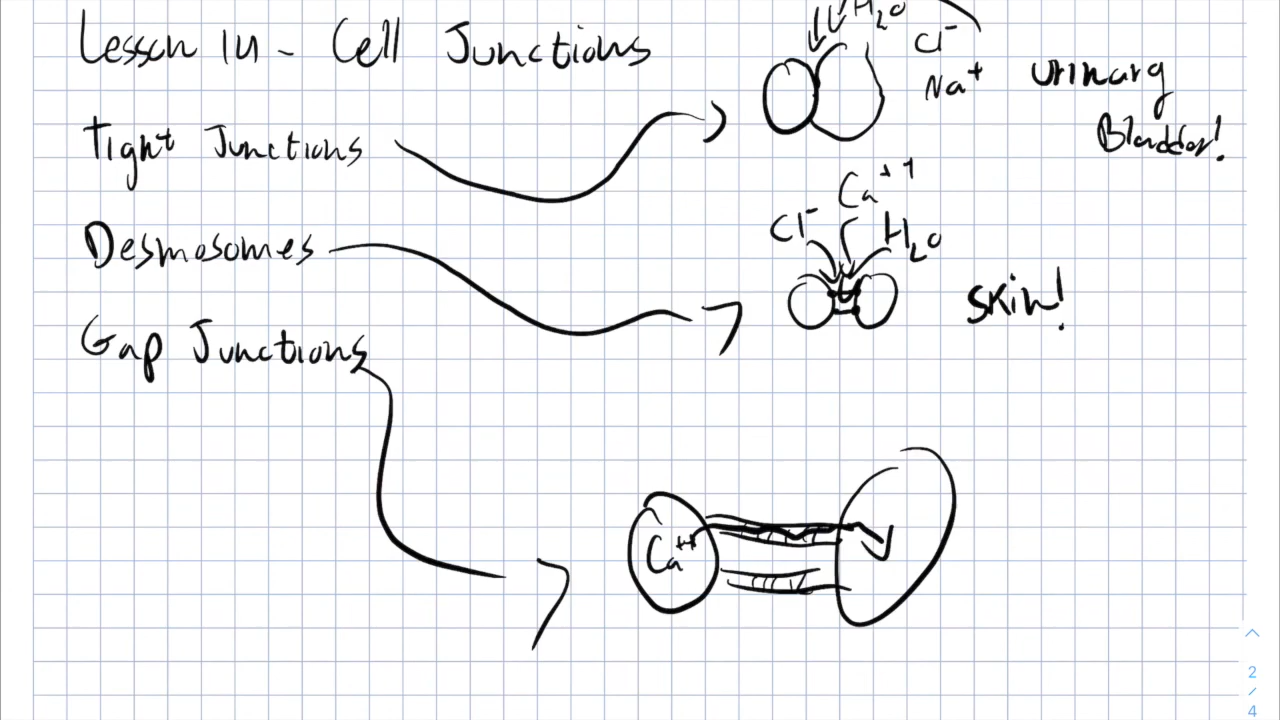 Lesson 14 - Cell Junctions
H₂O
Cl⁻
Na⁺
Urinary
Bladder!
Tight Junctions
Ca⁺⁺
Cl⁻
H₂O
Desmosomes
Skin!
Gap Junctions
Ca⁺⁺
2
/
4